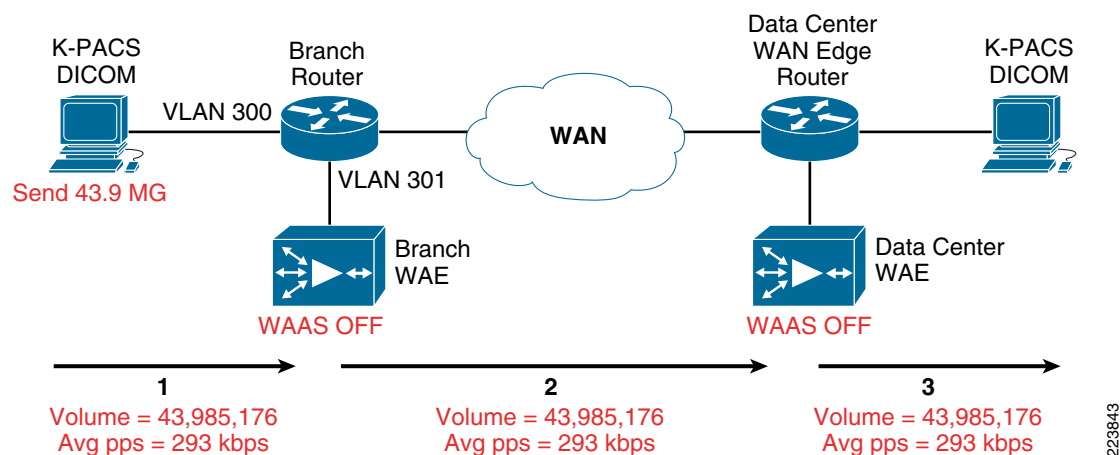 K-PACS
DICOM
Branch
Router
Data Center
WAN Edge
Router
K-PACS
DICOM
VLAN 300
WAN
Send 43.9 MG
VLAN 301
Branch
WAE
Data Center
WAE
WAAS OFF
WAAS OFF
1
Volume = 43,985,176
Avg pps = 293 kbps
2
Volume = 43,985,176
Avg pps = 293 kbps
3
Volume = 43,985,176
Avg pps = 293 kbps
223843